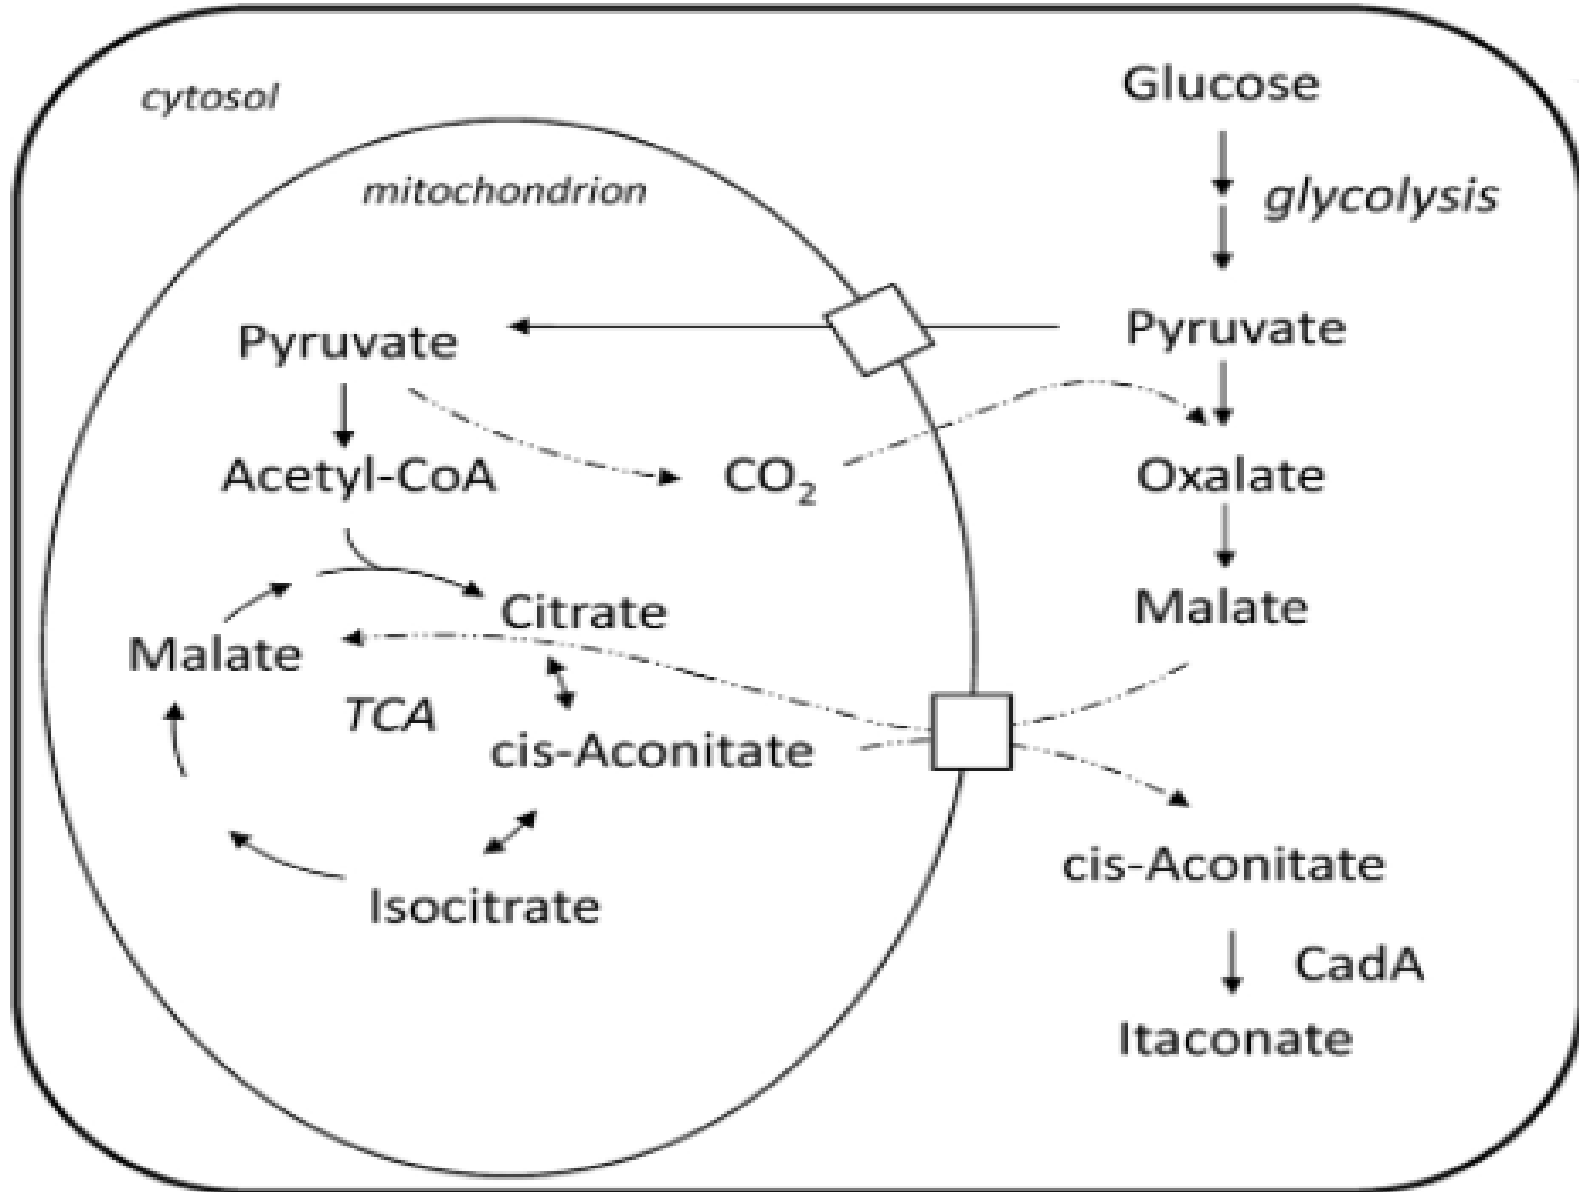 cytosol
Glucose
mitochondrion
glycolysis
Pyruvate
Pyruvate
Acetyl-CoA
CO₂
Oxalate
Citrate
Malate
Malate
TCA
cis-Aconitate
cis-Aconitate
Isocitrate
CadA
Itaconate